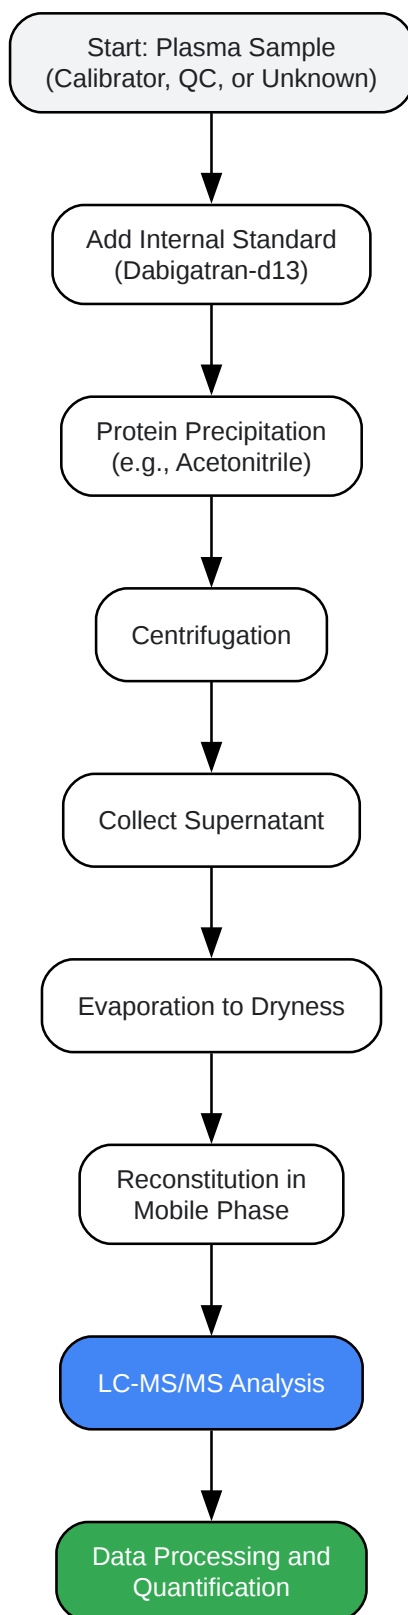 Start: Plasma Sample
(Calibrator, QC, or Unknown)
Add Internal Standard
(Dabigatran-d13)
Protein Precipitation
(e.g., Acetonitrile)
Centrifugation
Collect Supernatant
Evaporation to Dryness
Reconstitution in
Mobile Phase
LC-MS/MS Analysis
Data Processing and
Quantification